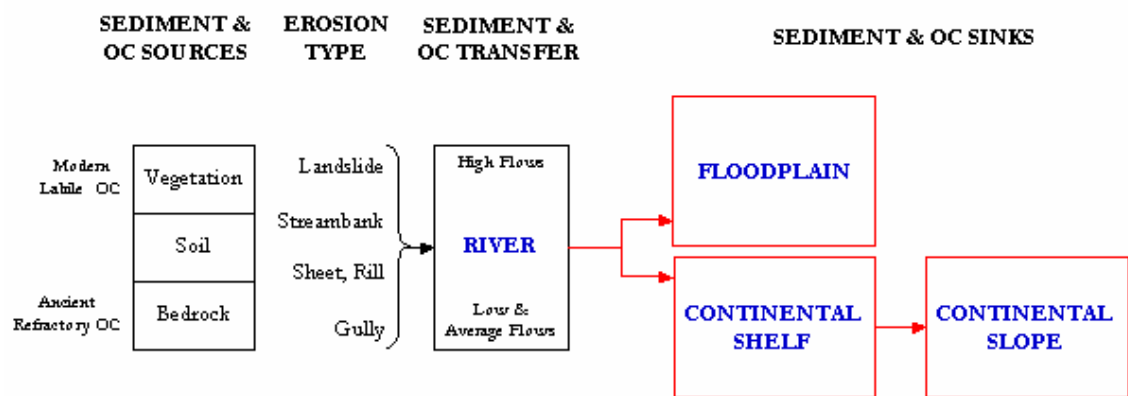 SEDIMENT &
OC SOURCES
EROSION
TYPE
SEDIMENT &
OC TRANSFER
SEDIMENT & OC SINKS
Modern
Labile OC
Vegetation
Soil
Ancient
Refractory OC
Bedrock
Landslide
Streambank
Sheet, Rill
Gully
High Flows
RIVER
Low &
Average Flows
FLOODPLAIN
CONTINENTAL
SHELF
CONTINENTAL
SLOPE